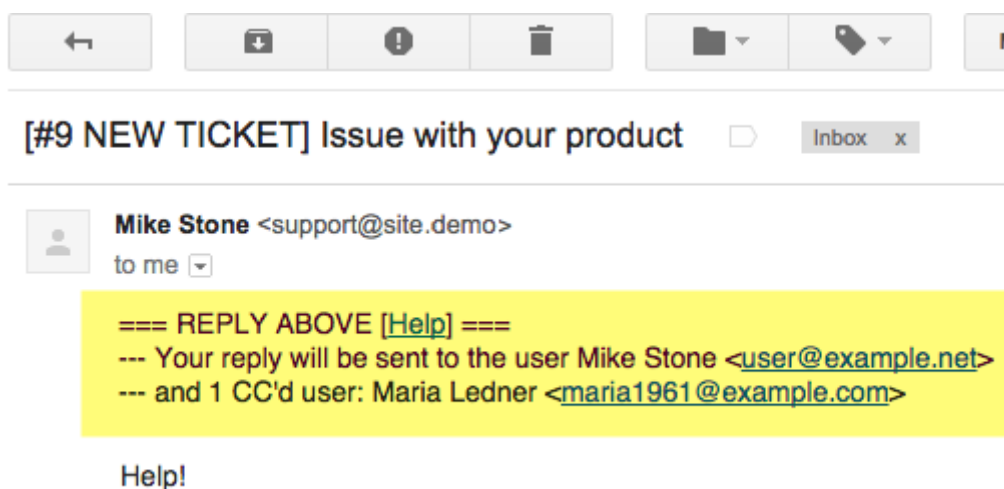 [#9 NEW TICKET] Issue with your product
Inbox x
Mike Stone <support@site.demo>
to me
=== REPLY ABOVE [Help] ===
--- Your reply will be sent to the user Mike Stone <user@example.net>
--- and 1 CC'd user: Maria Ledner <maria1961@example.com>
Help!